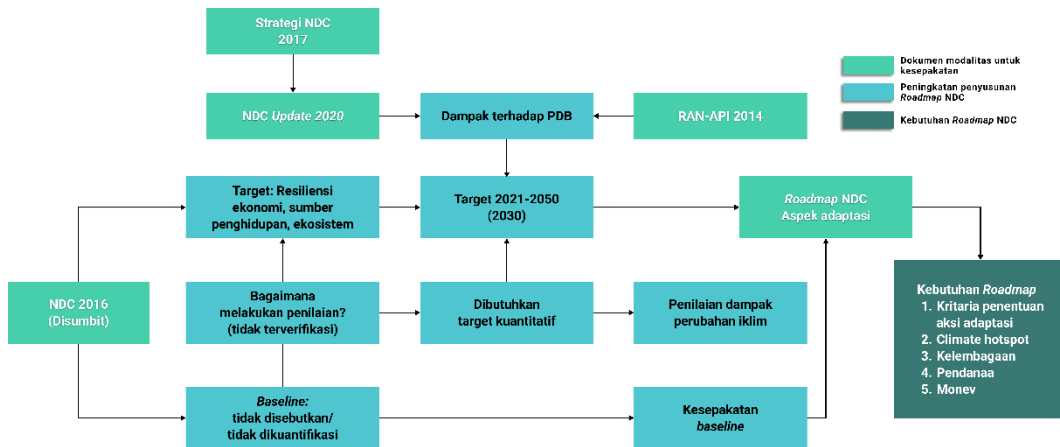 Strategi NDC
2017
Dokumen modalitas untuk
kesepakatan
Peningkatan penyusunan
Roadmap NDC
Kebutuhan Roadmap NDC
NDC Update 2020
Dampak terhadap PDB
RAN-API 2014
Target: Resiliensi
ekonomi, sumber
penghidupan, ekosistem
Target 2021-2050
(2030)
Roadmap NDC
Aspek adaptasi
NDC 2016
(Disumbit)
Bagaimana
melakukan penilaian?
(tidak terverifikasi)
Dibutuhkan
target kuantitatif
Penilaian dampak
perubahan iklim
Kebutuhan Roadmap
1. Kritaria penentuan
aksi adaptasi
2. Climate hotspot
3. Kelembagaan
4. Pendanaa
5. Monev
Baseline:
tidak disebutkan/
tidak dikuantifikasi
Kesepakatan
baseline